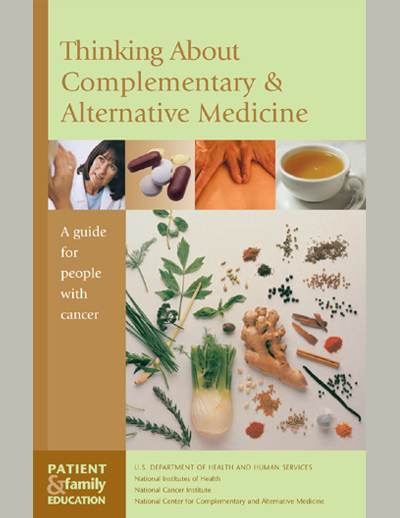 Thinking About
Complementary &
Alternative Medicine
A guide
for
people
with
cancer
PATIENT
&family
EDUCATION
U.S. DEPARTMENT OF HEALTH AND HUMAN SERVICES
National Institutes of Health
National Cancer Institute
National Center for Complementary and Alternative Medicine